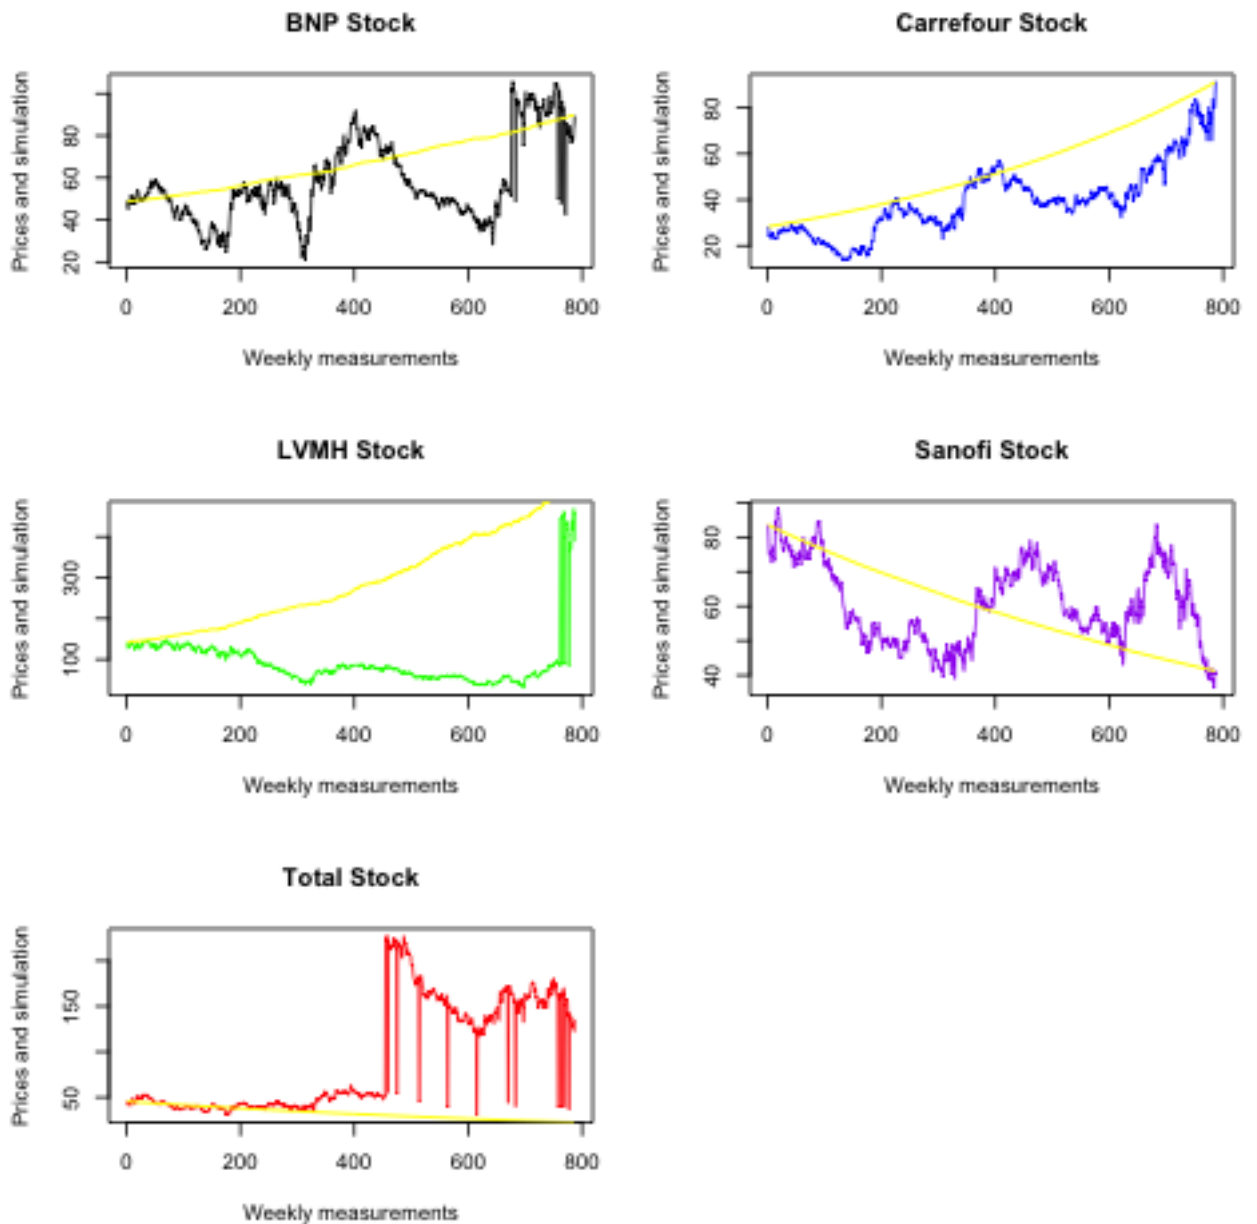 BNP Stock
Prices and simulation
20 40 60 80
0 200 400 600 800
Weekly measurements
Carrefour Stock
Prices and simulation
20 40 60 80
0 200 400 600 800
Weekly measurements
LVMH Stock
Prices and simulation
100 300
0 200 400 600 800
Weekly measurements
Sanofi Stock
Prices and simulation
40 60 80
0 200 400 600 800
Weekly measurements
Total Stock
Prices and simulation
50 150
0 200 400 600 800
Weekly measurements